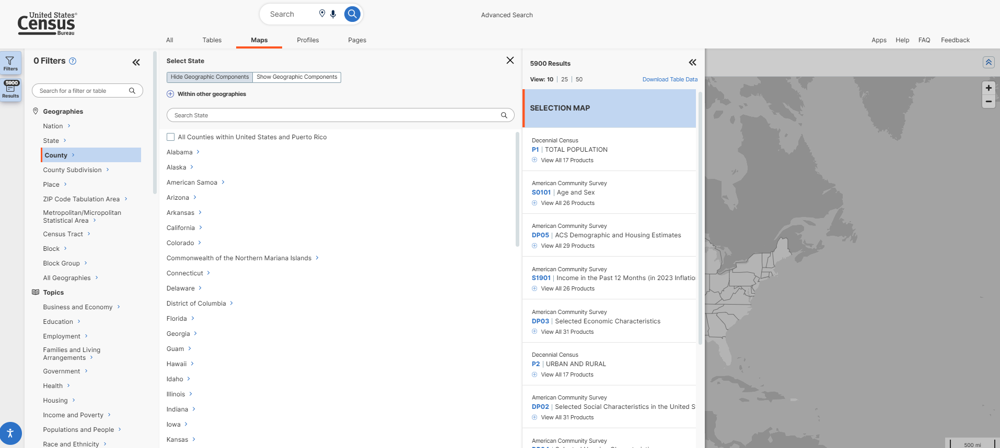 United States®
Census
Bureau
Search
Advanced Search
All
Tables
Maps
Profiles
Pages
Apps
Help
FAQ
Feedback
Filters
5900
Results
0 Filters
Search for a filter or table
Geographies
Nation
State
County
County Subdivision
Place
ZIP Code Tabulation Area
Metropolitan/Micropolitan
Statistical Area
Census Tract
Block
Block Group
All Geographies
Topics
Business and Economy
Education
Employment
Families and Living
Arrangements
Government
Health
Housing
Income and Poverty
Populations and People
Race and Ethnicity
Select State
Hide Geographic Components
Show Geographic Components
Within other geographies
Search State
All Counties within United States and Puerto Rico
Alabama
Alaska
American Samoa
Arizona
Arkansas
California
Colorado
Commonwealth of the Northern Mariana Islands
Connecticut
Delaware
District of Columbia
Florida
Georgia
Guam
Hawaii
Idaho
Illinois
Indiana
Iowa
Kansas
5900 Results
View: 10 | 25 | 50
Download Table Data
SELECTION MAP
Decennial Census
P1 | TOTAL POPULATION
View All 17 Products
American Community Survey
S0101 | Age and Sex
View All 26 Products
American Community Survey
DP05 | ACS Demographic and Housing Estimates
View All 29 Products
American Community Survey
S1901 | Income in the Past 12 Months (in 2023 Inflatio
View All 26 Products
American Community Survey
DP03 | Selected Economic Characteristics
View All 31 Products
Decennial Census
P2 | URBAN AND RURAL
View All 17 Products
American Community Survey
DP02 | Selected Social Characteristics in the United S
View All 31 Products
American Community Survey
500 mi